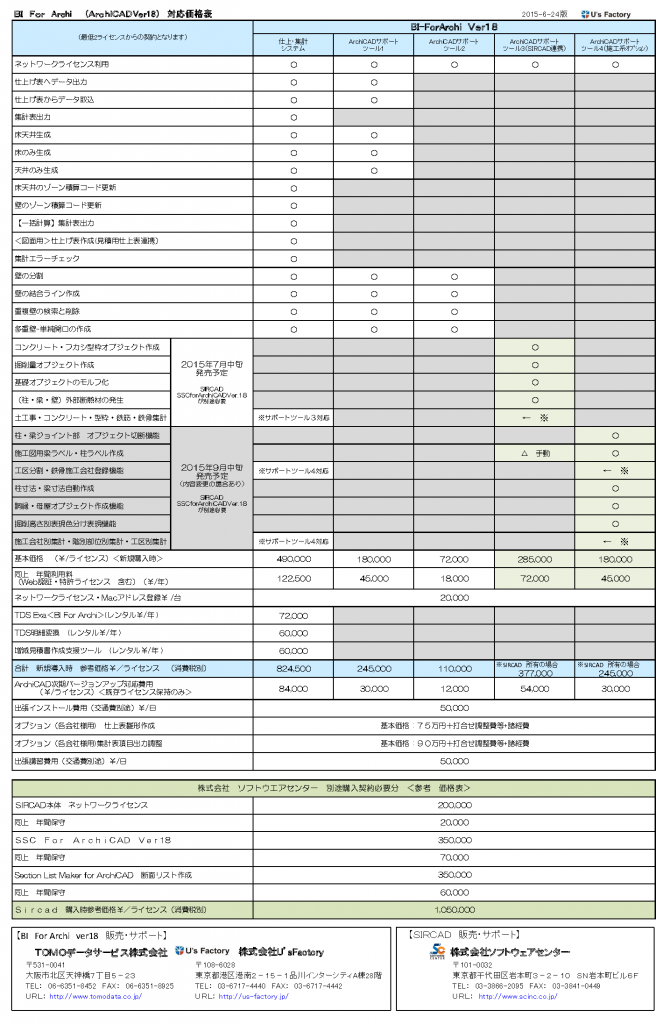 BI For Archi （ArchiCADVer18）対応価格表 2015-6-24版 U's Factory
（最低2ライセンスからの契約となります） BI-ForArchi Ver18
仕上・集計システム ArchiCADサポートツール1 ArchiCADサポートツール2 ArchiCADサポートツール3(SIRCAD連携) ArchiCADサポートツール4(施工系オプション)
ネットワークライセンス利用 ○ ○ ○ ○ ○
仕上げ表へデータ出力 ○ ○
仕上げ表からデータ取込 ○ ○
集計表出力 ○
床天井生成 ○ ○
床のみ生成 ○ ○
天井のみ生成 ○ ○
床天井のゾーン積算コード更新 ○
壁のゾーン積算コード更新 ○
【一括計算】集計表出力 ○
＜図面用＞仕上げ表作成(見積用仕上表連携) ○
集計エラーチェック ○
壁の分割 ○ ○ ○
壁の結合ライン作成 ○ ○ ○
重複壁の検索と削除 ○ ○ ○
多重壁-単純開口の作成 ○ ○ ○
コンクリート・フカシ型枠オブジェクト作成 ○
掘削量オブジェクト作成 ○
基礎オブジェクトのモルフ化 ○
（柱・梁・壁）外部断熱材の発生 ○
土工事・コンクリート・型枠・鉄筋・鉄骨集計 ※サポートツール３対応 ← ※
2015年7月中旬
発売予定
SIRCAD
SSCforArchiCADVer.18
が別途必要
柱・梁ジョイント部 オブジェクト切断機能 ○
施工図用梁ラベル・柱ラベル作成 △ 手動 ○
工区分割・鉄骨施工会社登録機能 ※サポートツール4対応 ← ※
柱寸法・梁寸法自動作成 ○
胴縁・母屋オブジェクト作成機能 ○
掘削高さ別表現色分け表現機能 ○
施工会社別集計・階別部位別集計・工区別集計 ※サポートツール4対応 ← ※
2015年9月中旬
発売予定
（内容変更の場合あり）
SIRCAD
SSCforArchiCADVer.18
が別途必要
基本価格 （￥/ライセンス）＜新規購入時＞ 490,000 180,000 72,000 285,000 180,000
同上 年間利用料
（Web認証・特許ライセンス 含む）（￥/年） 122,500 45,000 18,000 72,000 45,000
ネットワークライセンス・Macアドレス登録￥/台 20,000
TDS Exa＜BI For Archi＞(レンタル￥/年) 72,000
TDS明細変換 （レンタル￥/年） 60,000
増減見積書作成支援ツール （レンタル￥/年） 60,000
合計 新規導入時 参考価格￥／ライセンス （消費税別） 824,500 245,000 110,000 ※SIRCAD 所有の場合 377,000 ※SIRCAD 所有の場合 245,000
ArchiCAD次期バージョンアップ対応費用
（￥/ライセンス）＜既存ライセンス保持のみ＞ 84,000 30,000 12,000 54,000 30,000
出張インストール費用（交通費別途）￥/日 50,000
オプション（各会社様用） 仕上表雛形作成 基本価格：７５万円＋打合せ調整費等・諸経費
オプション（各会社様用)集計表項目出力調整 基本価格：９０万円＋打合せ調整費等・諸経費
出張講習費用（交通費別途）￥/日 50,000
株式会社 ソフトウエアセンター 別途購入契約必要分 ＜参考 価格表＞
SIRCAD本体 ネットワークライセンス 200,000
同上 年間保守 20,000
SSC For ArchiCAD Ver18 350,000
同上 年間保守 70,000
Section List Maker for ArchiCAD 断面リスト作成 350,000
同上 年間保守 60,000
Sircad 購入時参考価格￥／ライセンス（消費税別） 1,050,000
【BI For Archi ver18 販売・サポート】
TOMOデータサービス株式会社
〒531-0041
大阪市北区天神橋７丁目５－２３
TEL: 06-6351-8452 FAX: 06-6351-8925
URL: http://www.tomodata.co.jp/
U's Factory 株式会社U'sFactory
〒108-6028
東京都港区港南２－１５－１品川インターシティA棟28階
TEL: 03-6717-4440 FAX: 03-6717-4442
URL: http://us-factory.jp/
【SIRCAD 販売・サポート】
株式会社ソフトウェアセンター
〒101-0032
東京都千代田区岩本町３－２－１０ SN岩本町ビル６F
TEL: 03-3866-2095 FAX: 03-3841-0449
URL: http://www.scinc.co.jp/